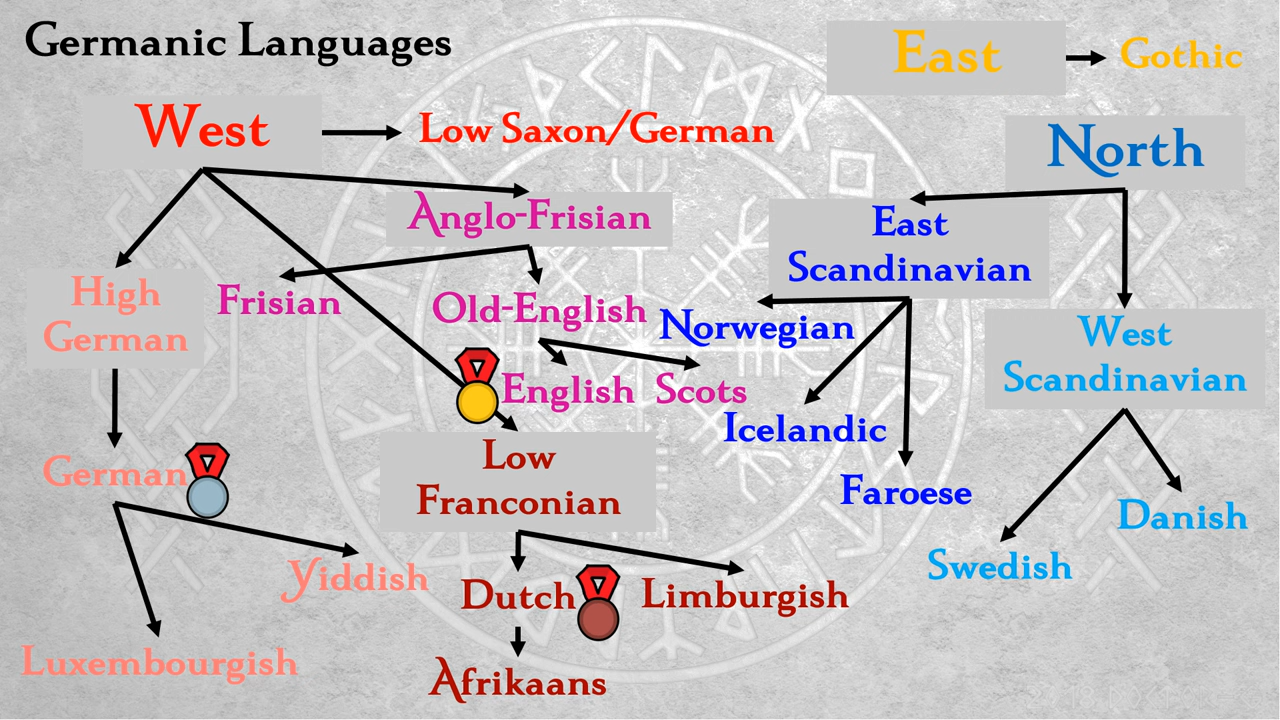 Germanic Languages
East
Gothic
West
Low Saxon/German
North
Anglo-Frisian
East
Scandinavian
High
German
Frisian
Old-English
Norwegian
West
Scandinavian
English
Scots
Icelandic
Low
Franconian
German
Faroese
Danish
Swedish
Yiddish
Dutch
Limburgish
Luxembourgish
Afrikaans